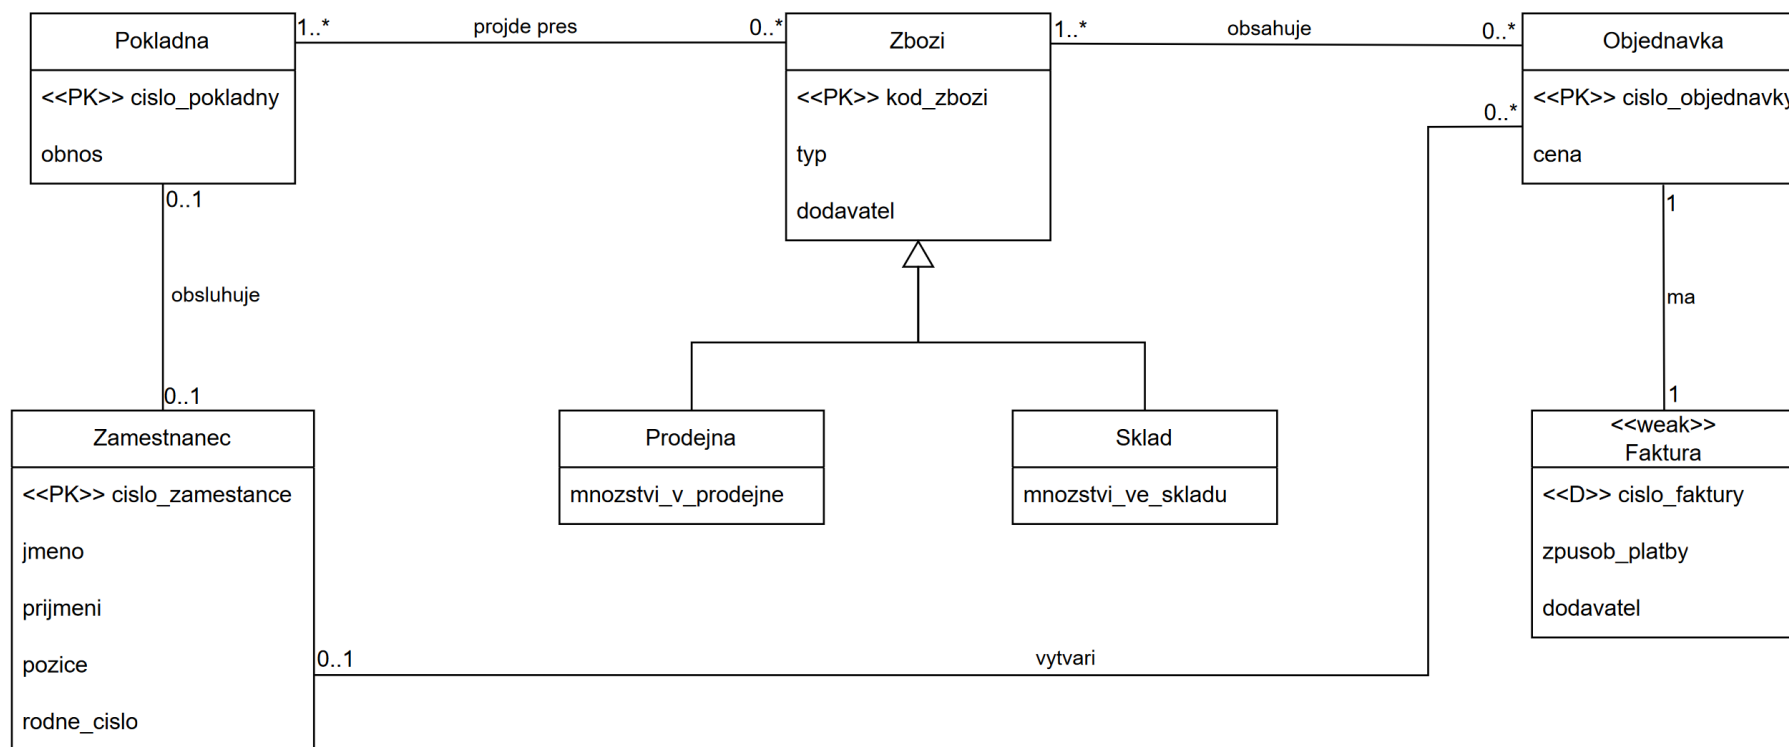 Pokladna
<<PK>> cislo_pokladny
obnos
1..*
projde pres
0..*
Zbozi
<<PK>> kod_zbozi
typ
dodavatel
1..*
obsahuje
0..*
Objednavka
<<PK>> cislo_objednavky
cena
0..*
0..1
obsluhuje
0..1
1
ma
1
Zamestnanec
<<PK>> cislo_zamestance
jmeno
prijmeni
pozice
rodne_cislo
Prodejna
mnozstvi_v_prodejne
Sklad
mnozstvi_ve_skladu
<<weak>>
Faktura
<<D>> cislo_faktury
zpusob_platby
dodavatel
0..1
vytvari